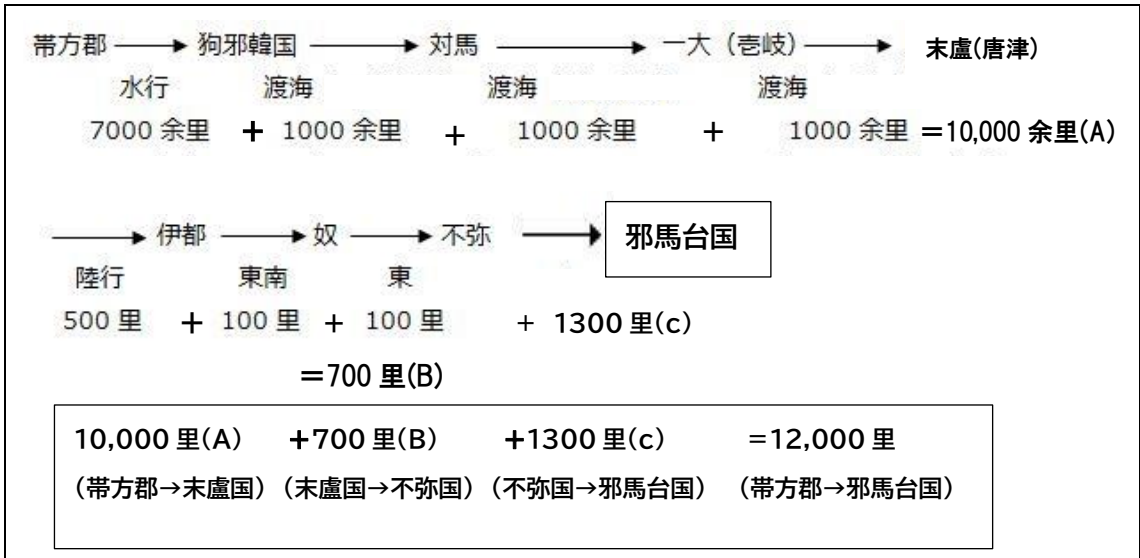 帯方郡 → 狗邪韓国 → 対馬 → 一大（壱岐） → 末盧(唐津)
水行 渡海 渡海 渡海
7000 余里 + 1000 余里 + 1000 余里 + 1000 余里 =10,000 余里(A)
→ 伊都 → 奴 → 不弥 → 邪馬台国
陸行 東南 東
500 里 + 100 里 + 100 里 + 1300 里(c)
=700 里(B)
10,000 里(A) +700 里(B) +1300 里(c) =12,000 里
(帯方郡→末盧国) (末盧国→不弥国) (不弥国→邪馬台国) (帯方郡→邪馬台国)